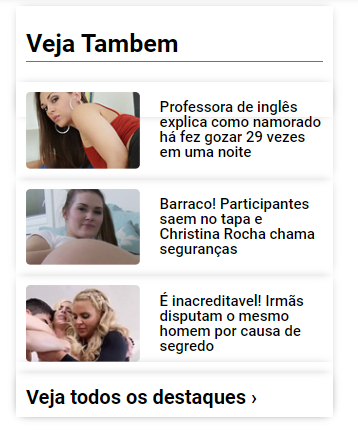 Veja Tambem
Professora de inglês
explica como namorado
há fez gozar 29 vezes
em uma noite
Barraco! Participantes
saem no tapa e
Christina Rocha chama
seguranças
É inacreditavel! Irmãs
disputam o mesmo
homem por causa de
segredo
Veja todos os destaques ›